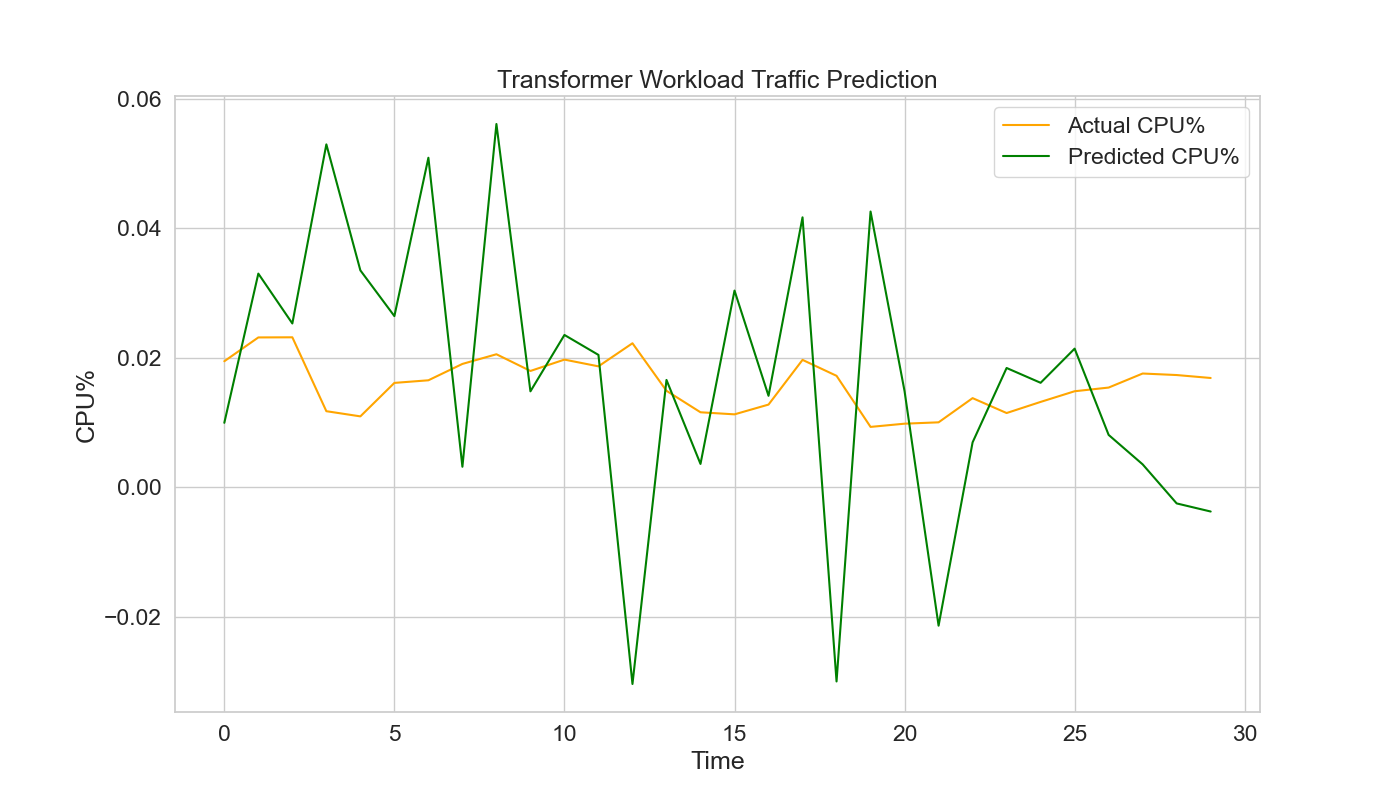 Transformer Workload Traffic Prediction
Actual CPU%
Predicted CPU%
0.06
0.04
0.02
0.00
−0.02
CPU%
0 5 10 15 20 25 30
Time